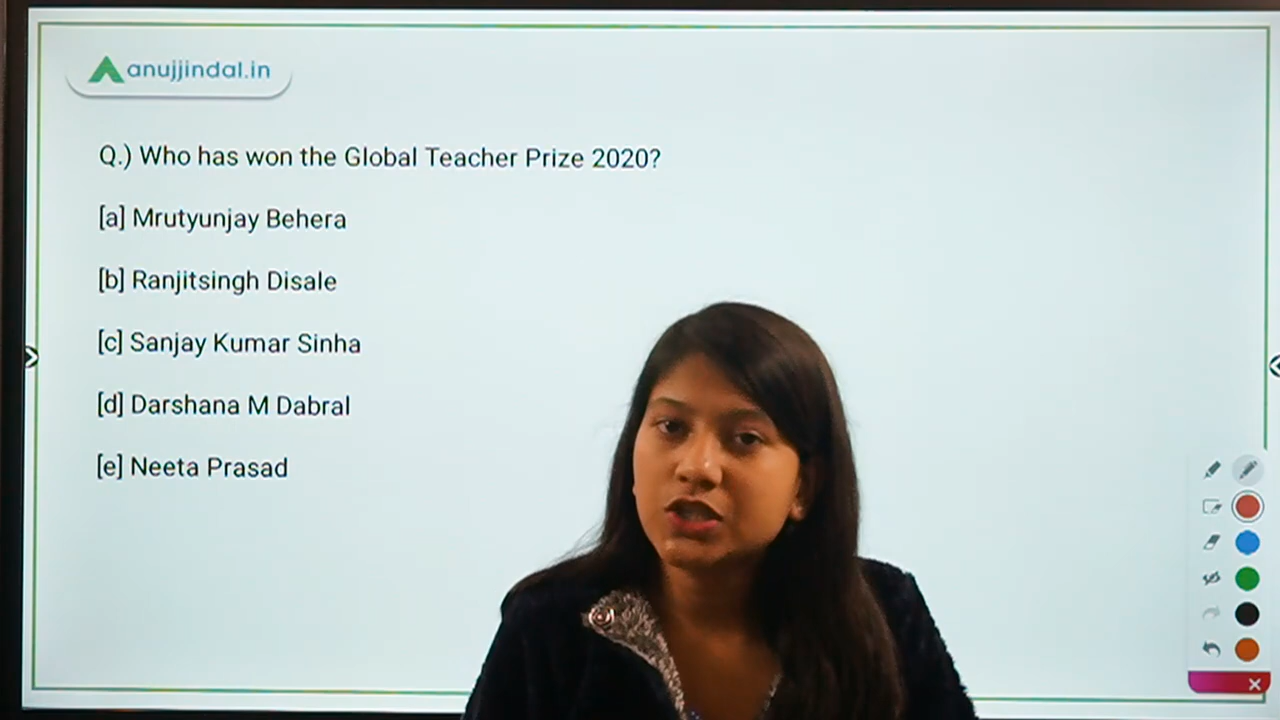 anujjindal.in
Q.) Who has won the Global Teacher Prize 2020?
[a] Mrutyunjay Behera
[b] Ranjitsingh Disale
[c] Sanjay Kumar Sinha
[d] Darshana M Dabral
[e] Neeta Prasad